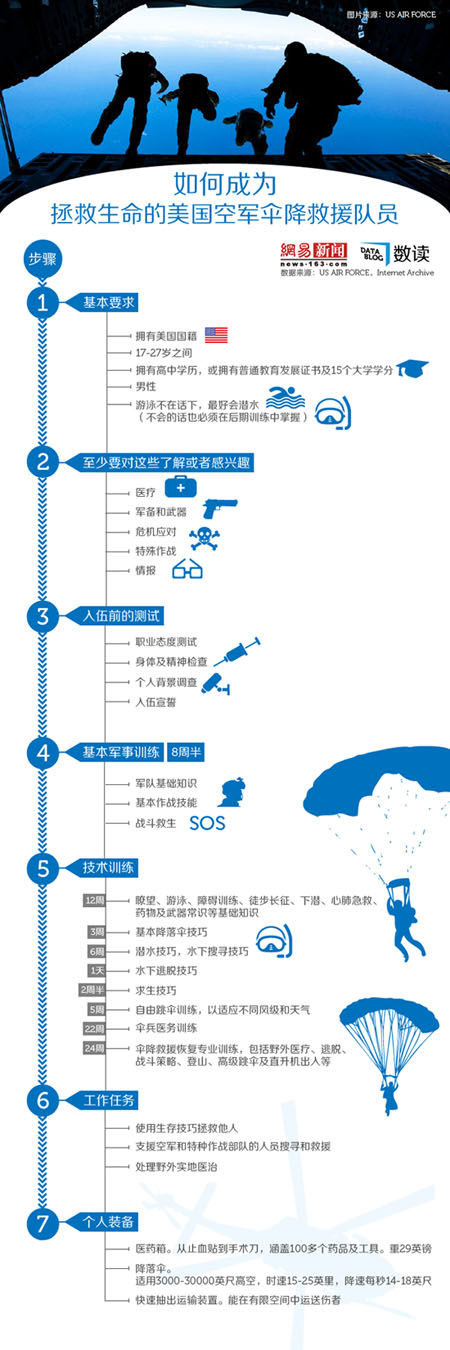 图片来源：US AIR FORCE
如何成为
拯救生命的美国空军伞降救援队员
步骤
網易新闻
news·163.com
DATA BLOG
数读
数据来源：US AIR FORCE，Internet Archive
1 基本要求
拥有美国国籍
17-27岁之间
拥有高中学历，或拥有普通教育发展证书及15个大学学分
男性
游泳不在话下，最好会潜水
（不会的话也必须在后期训练中掌握）
2 至少要对这些了解或者感兴趣
医疗
军备和武器
危机应对
特殊作战
情报
3 入伍前的测试
职业态度测试
身体及精神检查
个人背景调查
入伍宣誓
4 基本军事训练 8周半
军队基础知识
基本作战技能
战斗救生 SOS
5 技术训练
12周 瞭望、游泳、障碍训练、徒步长征、下潜、心肺急救、
药物及武器常识等基础知识
3周 基本降落伞技巧
6周 潜水技巧，水下搜寻技巧
1天 水下逃脱技巧
2周半 求生技巧
5周 自由跳伞训练，以适应不同风级和天气
22周 伞兵医务训练
24周 伞降救援恢复专业训练，包括野外医疗、逃脱、
战斗策略、登山、高级跳伞及直升机出入等
6 工作任务
使用生存技巧拯救他人
支援空军和特种作战部队的人员搜寻和救援
处理野外实地医治
7 个人装备
医药箱。从止血贴到手术刀，涵盖100多个药品及工具。重29英镑
降落伞。
适用3000-30000英尺高空，时速15-25英里，降速每秒14-18英尺
快速抽出运输装置。能在有限空间中运送伤者